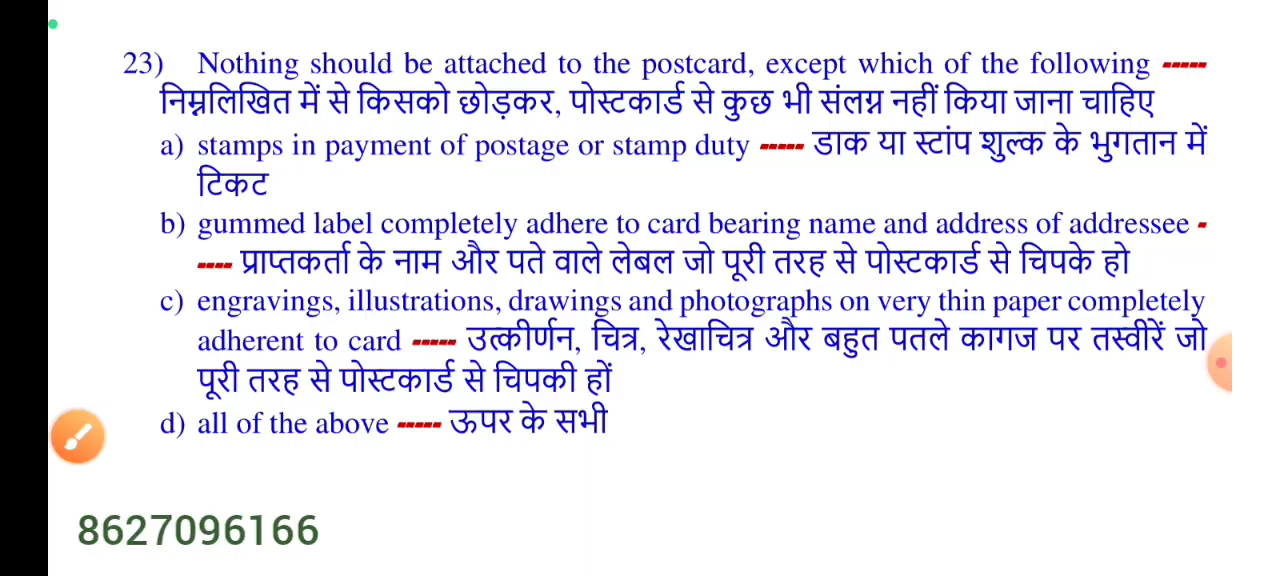 23) Nothing should be attached to the postcard, except which of the following -----
निम्नलिखित में से किसको छोड़कर, पोस्टकार्ड से कुछ भी संलग्न नहीं किया जाना चाहिए
a) stamps in payment of postage or stamp duty ----- डाक या स्टांप शुल्क के भुगतान में
टिकट
b) gummed label completely adhere to card bearing name and address of addressee -
---- प्राप्तकर्ता के नाम और पते वाले लेबल जो पूरी तरह से पोस्टकार्ड से चिपके हो
c) engravings, illustrations, drawings and photographs on very thin paper completely
adherent to card ----- उत्कीर्णन, चित्र, रेखाचित्र और बहुत पतले कागज पर तस्वीरें जो
पूरी तरह से पोस्टकार्ड से चिपकी हों
d) all of the above ----- ऊपर के सभी
8627096166